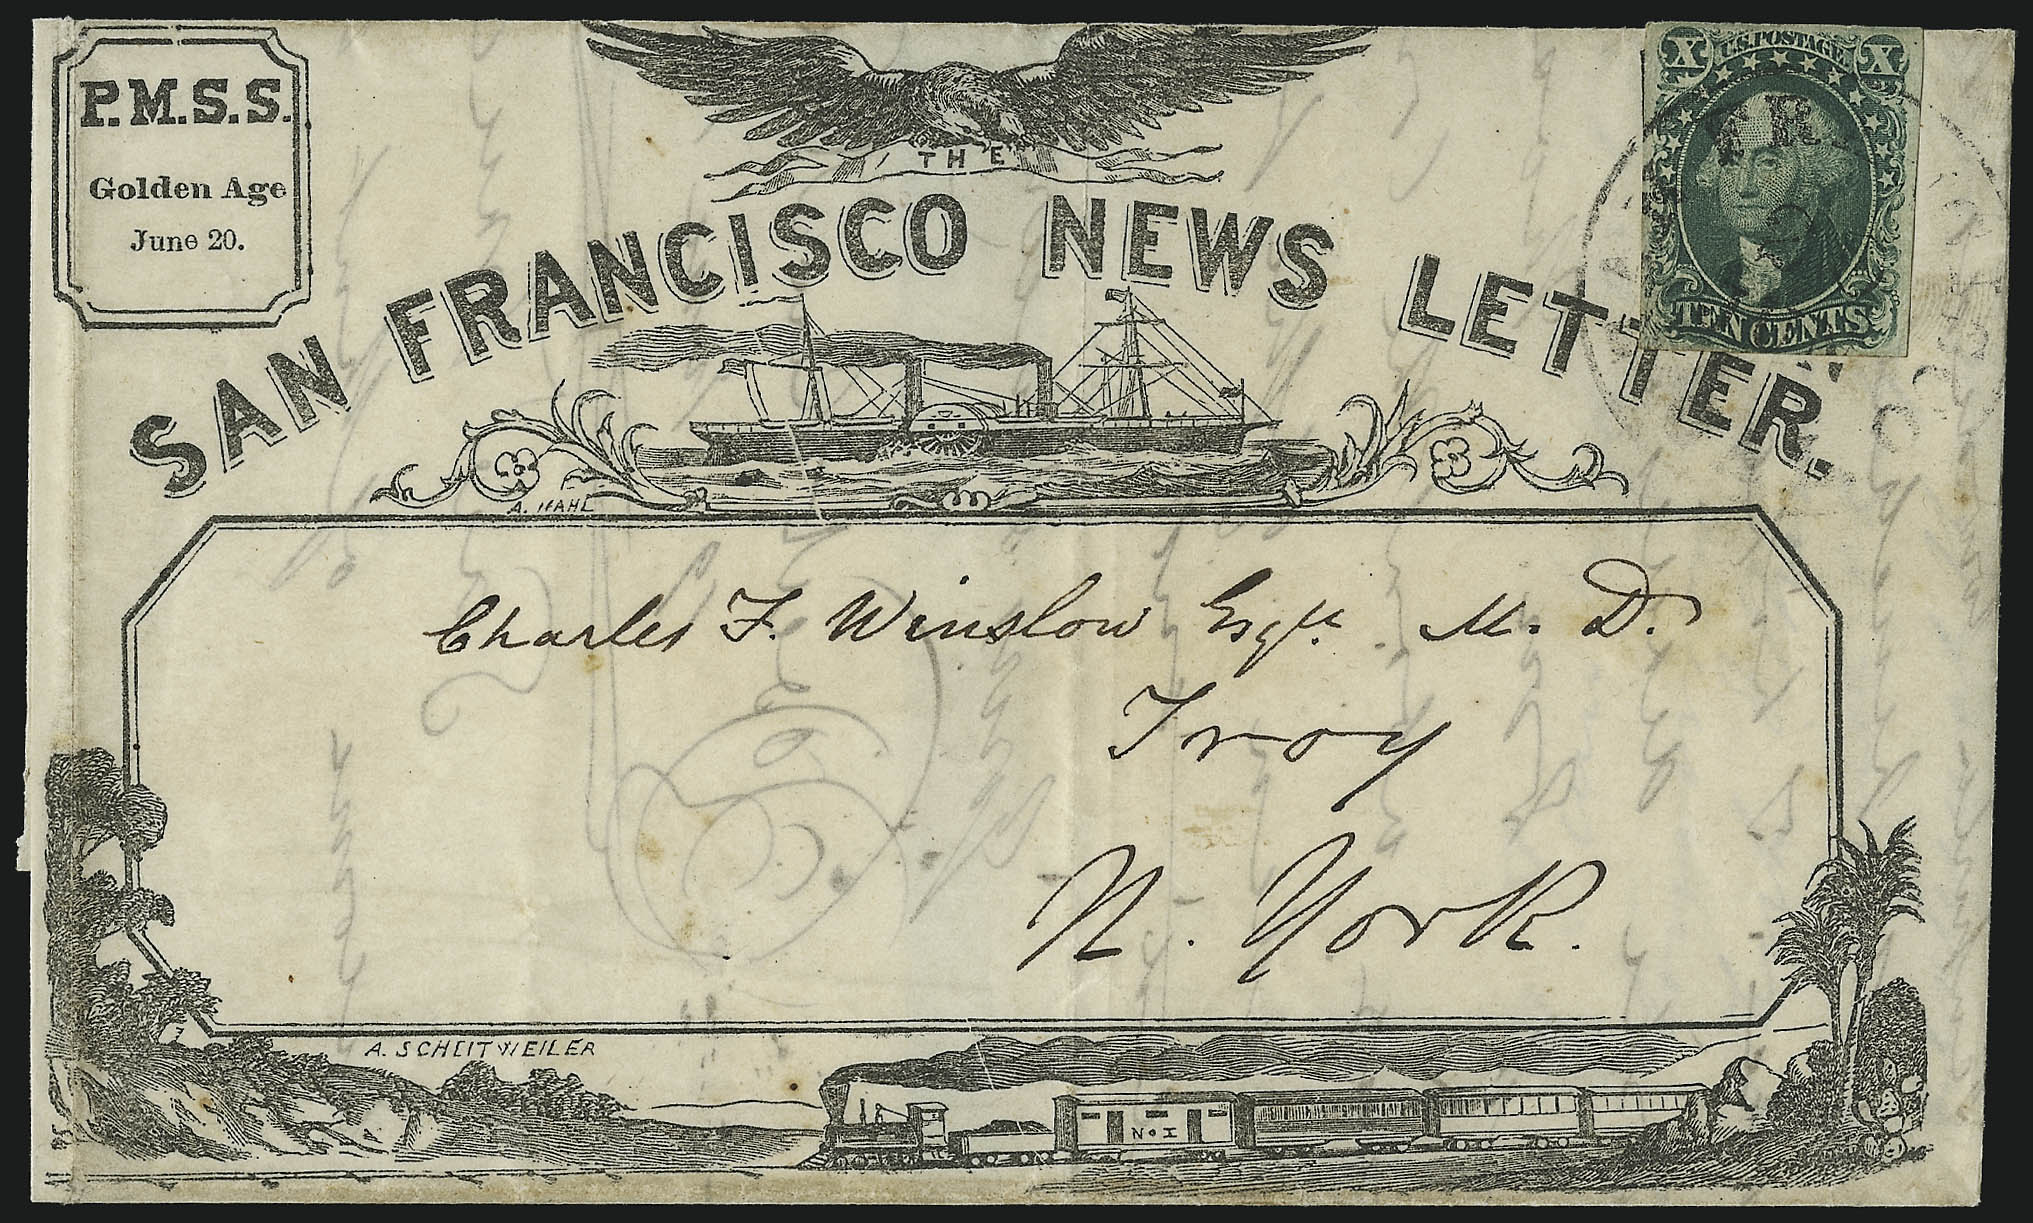 P.M.S.S.
Golden Age
June 20.
THE
SAN FRANCISCO NEWS LETTER.
X U.S. POSTAGE X
TEN CENTS
A. NAHL
Charles F. Winslow Esqr. M. D.
Troy
N. York.
A. SCHEITWEILER
No I